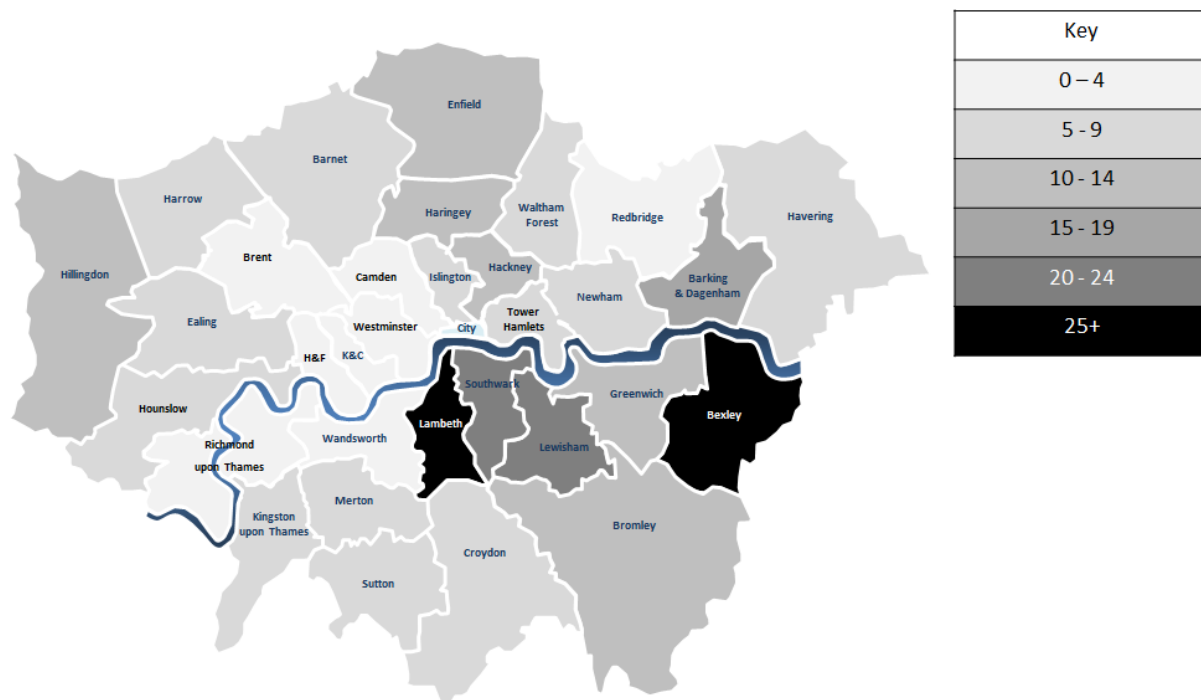 Key
0 – 4
5 - 9
10 - 14
15 - 19
20 - 24
25+
Enfield
Barnet
Harrow
Haringey
Waltham
Forest
Redbridge
Havering
Hillingdon
Brent
Camden
Islington
Hackney
Barking
& Dagenham
Newham
Ealing
Westminster
City
Tower
Hamlets
H&F
K&C
Hounslow
Southwack
Greenwich
Bexley
Lambeth
Richmond
upon Thames
Wandsworth
Lewisham
Merton
Kingston
upon Thames
Bromley
Croydon
Sutton